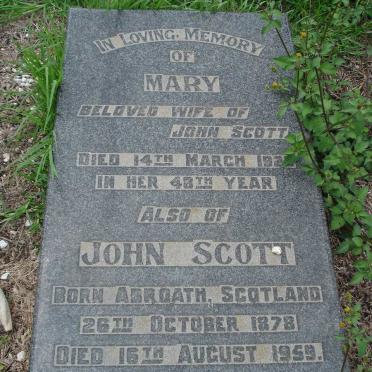 In Loving Memory
OF
MARY
BELOVED WIFE OF
JOHN SCOTT
DIED 14TH MARCH
IN HER 48TH YEAR
ALSO OF
JOHN SCOTT
BORN ABROATH, SCOTLAND
26TH OCTOBER 1878
DIED 16TH AUGUST 1959.